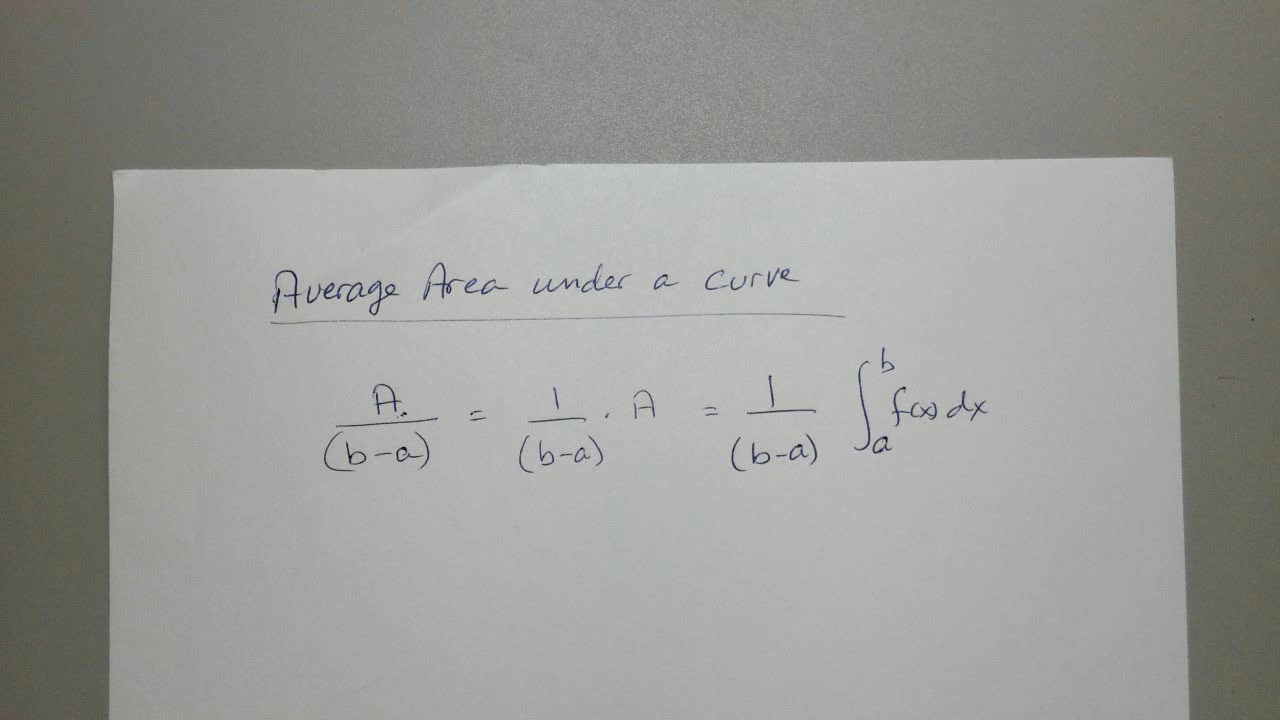 Average Area under a curve
A/(b-a) = 1/(b-a) · A = 1/(b-a) ∫_a^b f(x) dx